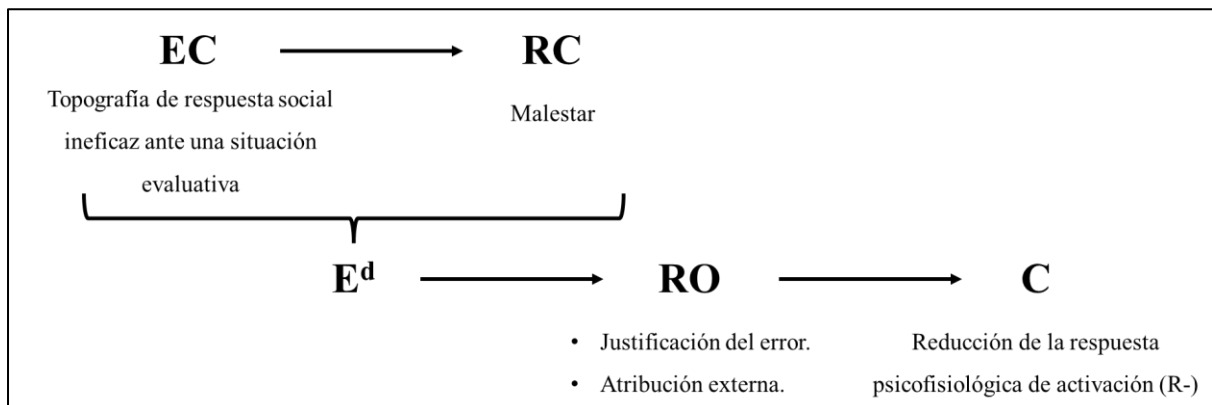 EC RC
Topografía de respuesta social
ineficaz ante una situación
evaluativa
Malestar
Eᵈ RO C
• Justificación del error.
• Atribución externa.
Reducción de la respuesta
psicofisiológica de activación (R-)